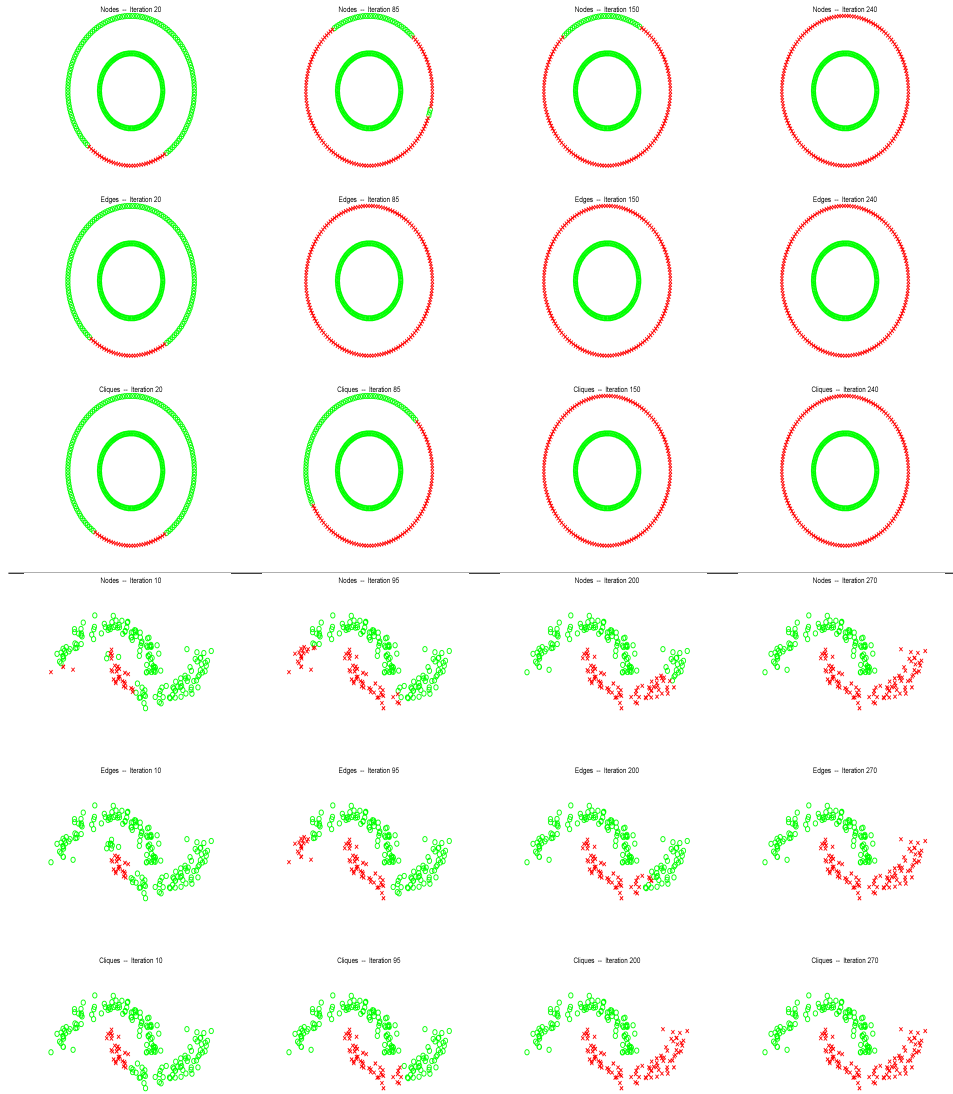 Nodes -- Iteration 20
Nodes -- Iteration 85
Nodes -- Iteration 150
Nodes -- Iteration 240
Edges -- Iteration 20
Edges -- Iteration 85
Edges -- Iteration 150
Edges -- Iteration 240
Cliques -- Iteration 20
Cliques -- Iteration 85
Cliques -- Iteration 150
Cliques -- Iteration 240
Nodes -- Iteration 10
Nodes -- Iteration 95
Nodes -- Iteration 200
Nodes -- Iteration 270
Edges -- Iteration 10
Edges -- Iteration 95
Edges -- Iteration 200
Edges -- Iteration 270
Cliques -- Iteration 10
Cliques -- Iteration 95
Cliques -- Iteration 200
Cliques -- Iteration 270